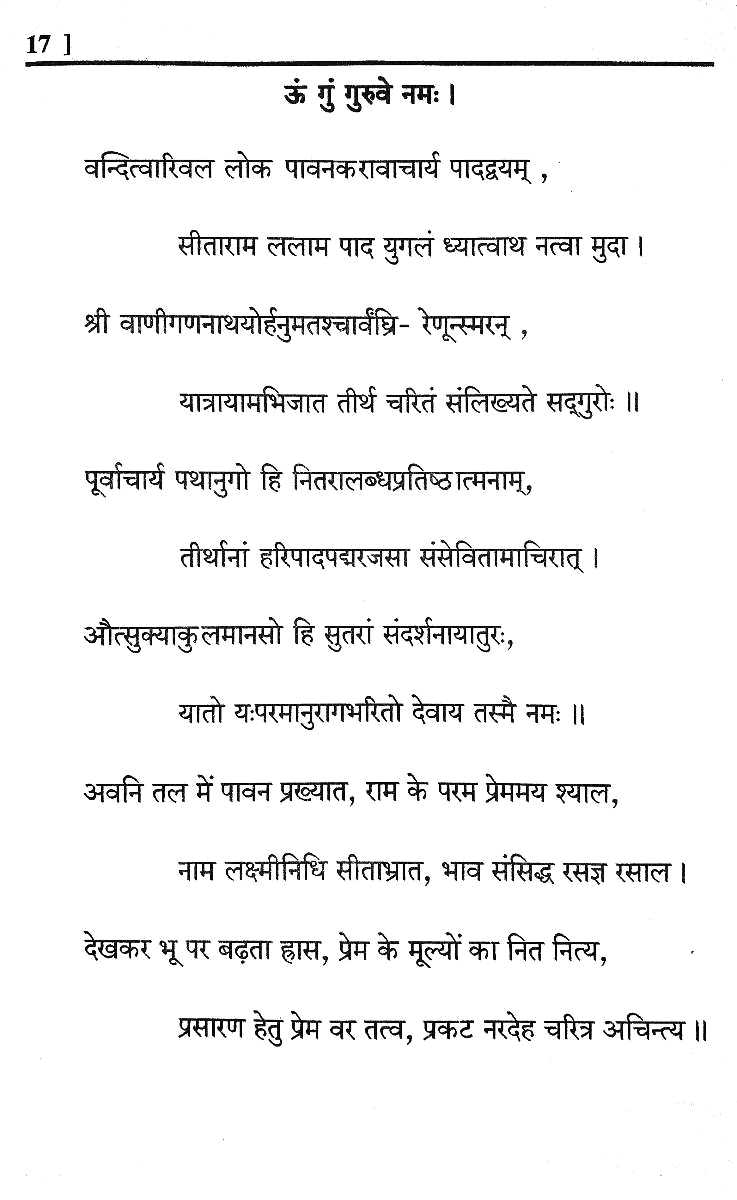 17 ]
ऊं गुं गुरुवे नमः।
वन्दित्वारिवल लोक पावनकरावाचार्य पादद्वयम् ,
सीताराम ललाम पाद युगलं ध्यात्वाथ नत्वा मुदा ।
श्री वाणीगणनाथयोर्हनुमतश्चार्वंघ्रि- रेणून्स्मरन् ,
यात्रायामभिजात तीर्थ चरितं संलिख्यते सद्‌गुरोः ॥
पूर्वाचार्य पथानुगो हि नितरालब्धप्रतिष्ठात्मनाम्,
तीर्थानां हरिपादपद्मरजसा संसेवितामाचिरात् ।
औत्सुक्याकुलमानसो हि सुतरां संदर्शनायातुरः,
यातो यःपरमानुरागभरितो देवाय तस्मै नमः ॥
अवनि तल में पावन प्रख्यात, राम के परम प्रेममय श्याल,
नाम लक्ष्मीनिधि सीताभ्रात, भाव संसिद्ध रसज्ञ रसाल ।
देखकर भू पर बढ़ता ह्रास, प्रेम के मूल्यों का नित नित्य,
प्रसारण हेतु प्रेम वर तत्व, प्रकट नरदेह चरित्र अचिन्त्य ॥